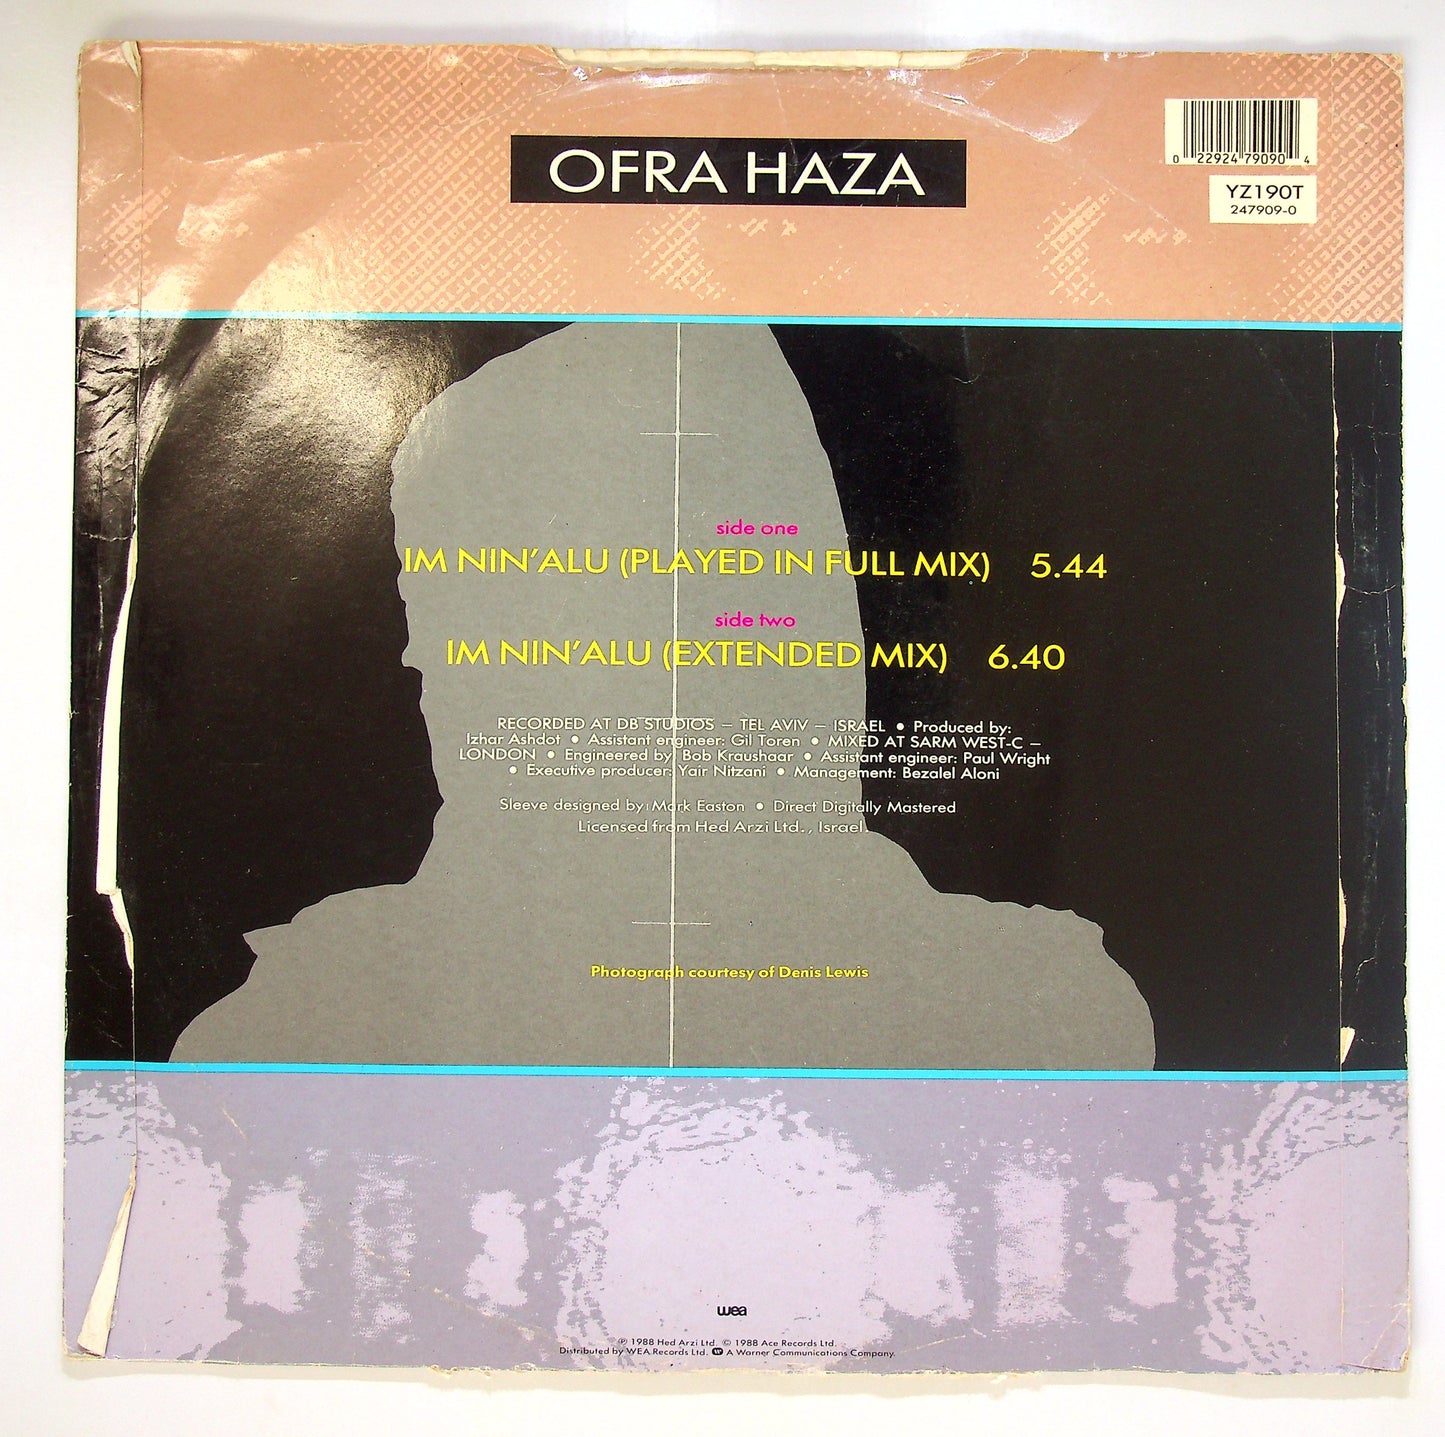 OFRA HAZA
0 22924 79090 4
YZ190T
247909-0
side one
IM NIN'ALU (PLAYED IN FULL MIX) 5.44
side two
IM NIN'ALU (EXTENDED MIX) 6.40
RECORDED AT DB STUDIOS – TEL AVIV – ISRAEL • Produced by:
Izhar Ashdot • Assistant engineer: Gil Toren • MIXED AT SARM WEST-C –
LONDON • Engineered by: Bob Kraushaar • Assistant engineer: Paul Wright
• Executive producer: Yair Nitzani • Management: Bezalel Aloni
Sleeve designed by: Mark Easton • Direct Digitally Mastered
Licensed from Hed Arzi Ltd., Israel.
Photograph courtesy of Denis Lewis
wea
℗ 1988 Hed Arzi Ltd. © 1988 Ace Records Ltd.
Distributed by WEA Records Ltd. A Warner Communications Company.